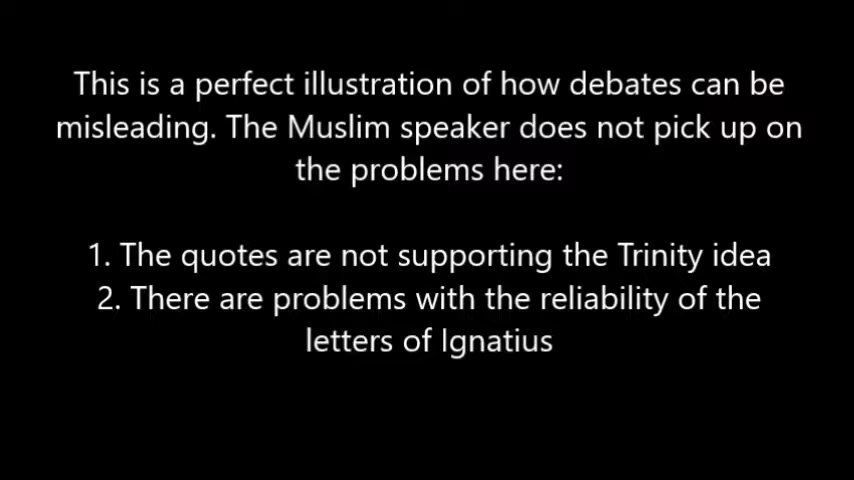 This is a perfect illustration of how debates can be
misleading. The Muslim speaker does not pick up on
the problems here:
1. The quotes are not supporting the Trinity idea
2. There are problems with the reliability of the
letters of Ignatius